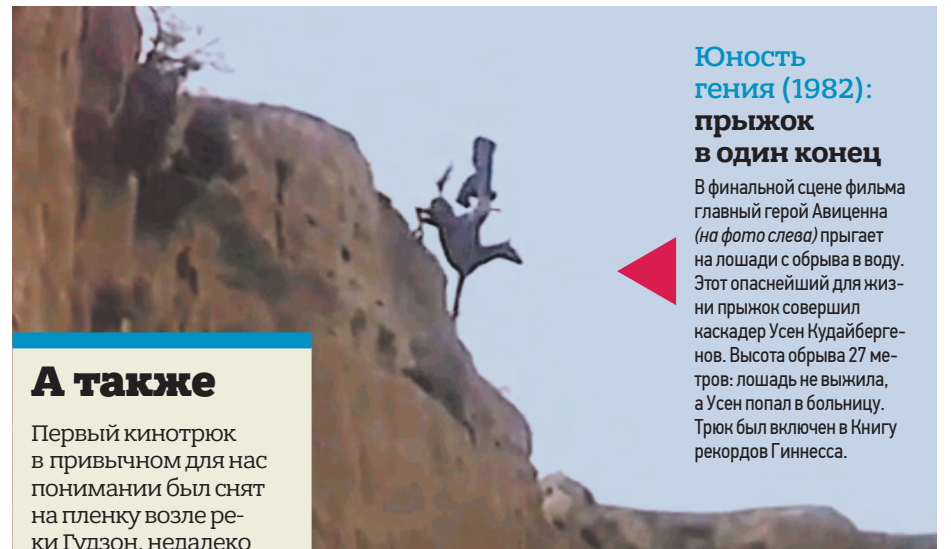 Юность
гения (1982):
прыжок
в один конец
В финальной сцене фильма
главный герой Авиценна
(на фото слева) прыгает
на лошади с обрыва в воду.
Этот опаснейший для жиз-
ни прыжок совершил
каскадер Усен Кудайберге-
нов. Высота обрыва 27 ме-
тров: лошадь не выжила,
а Усен попал в больницу.
Трюк был включен в Книгу
рекордов Гиннесса.
А также
Первый кинотрюк
в привычном для нас
понимании был снят
на пленку возле ре-
ки Гудзон, недалеко